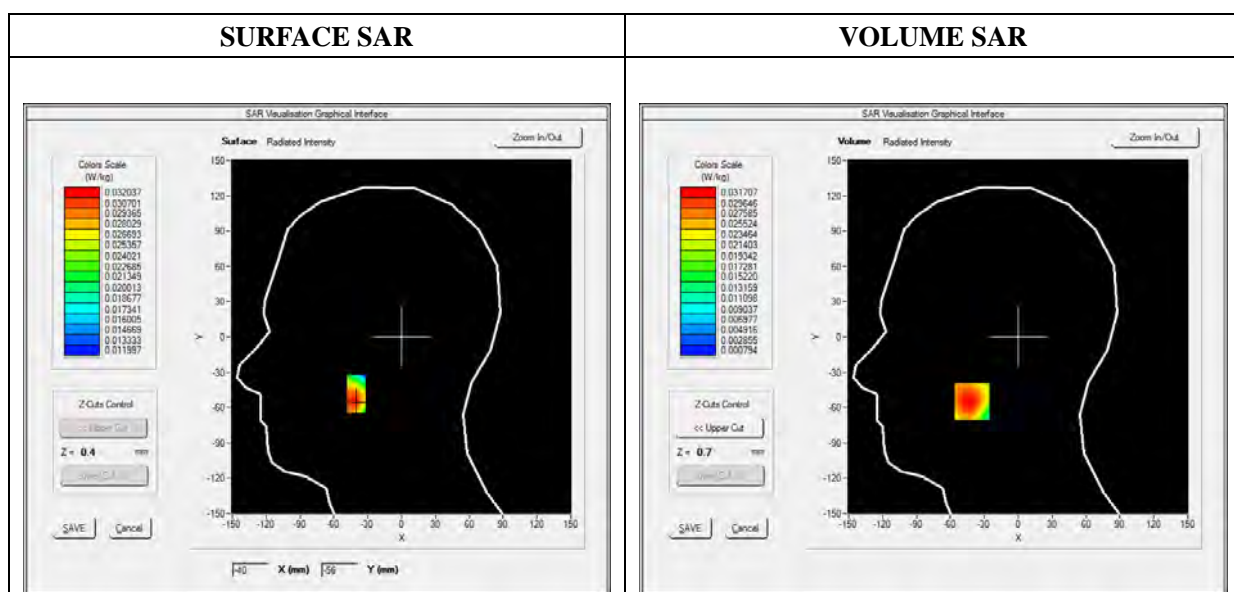 SURFACE SAR
VOLUME SAR
SAR Visualisation Graphical Interface
Surface Radiated Intensity
Zoom In/Out
Colors Scale
(W/kg)
0.032037
0.030701
0.029365
0.028029
0.026693
0.025357
0.024021
0.022685
0.021349
0.020013
0.018677
0.017341
0.016005
0.014669
0.013333
0.011997
Z-Cuts Control
<< Upper Cut
Z = 0.4 mm
SAVE Cancel
150
120
90
60
30
0
-30
-60
-90
-120
-150
Y
-150 -120 -90 -60 -30 0 30 60 90 120 150
X
-40 X (mm) -56 Y (mm)
SAR Visualisation Graphical Interface
Volume Radiated Intensity
Zoom In/Out
Colors Scale
(W/kg)
0.031707
0.029646
0.027585
0.025524
0.023464
0.021403
0.019342
0.017281
0.015220
0.013159
0.011098
0.009037
0.006977
0.004916
0.002855
0.000794
Z-Cuts Control
<< Upper Cut
Z = 0.7 mm
SAVE Cancel
150
120
90
60
30
0
-30
-60
-90
-120
-150
Y
-150 -120 -90 -60 -30 0 30 60 90 120 150
X